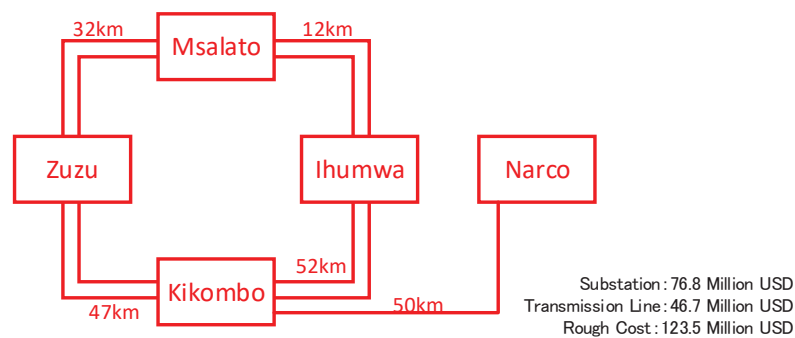 32km
Msalato
12km
Zuzu
Ihumwa
Narco
52km
Kikombo
47km
50km
Substation : 76.8 Million USD
Transmission Line : 46.7 Million USD
Rough Cost : 123.5 Million USD